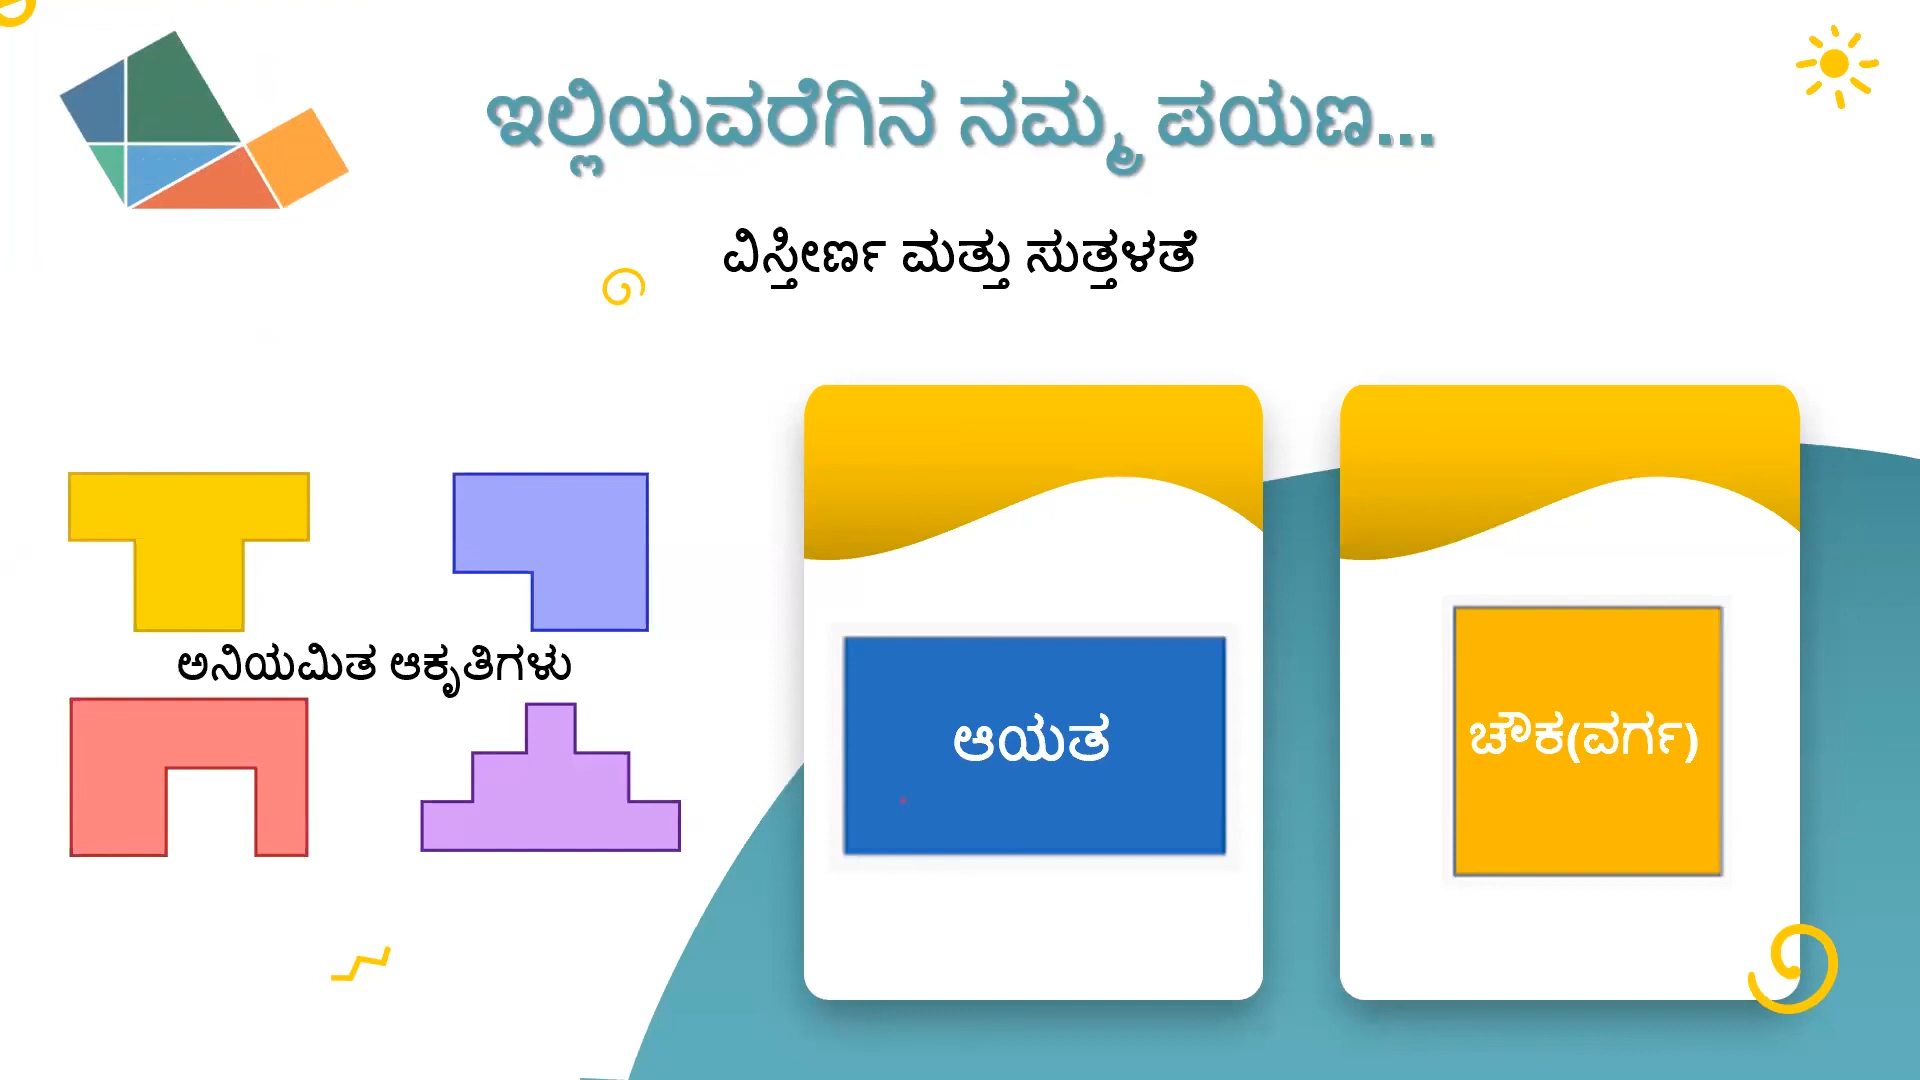 ಇಲ್ಲಿಯವರೆಗಿನ ನಮ್ಮ ಪಯಣ...
ವಿಸ್ತೀರ್ಣ ಮತ್ತು ಸುತ್ತಳತೆ
ಅನಿಯಮಿತ ಆಕೃತಿಗಳು
ಆಯತ
ಚೌಕ(ವರ್ಗ)